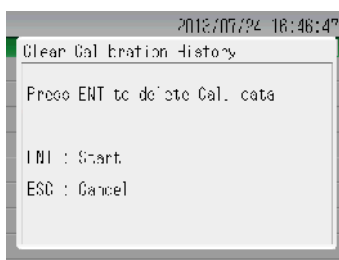 2013/07/24 16:46:47
Clear Calibration History
Press ENT to delete Cal. data
ENT : Start
ESC : Cancel